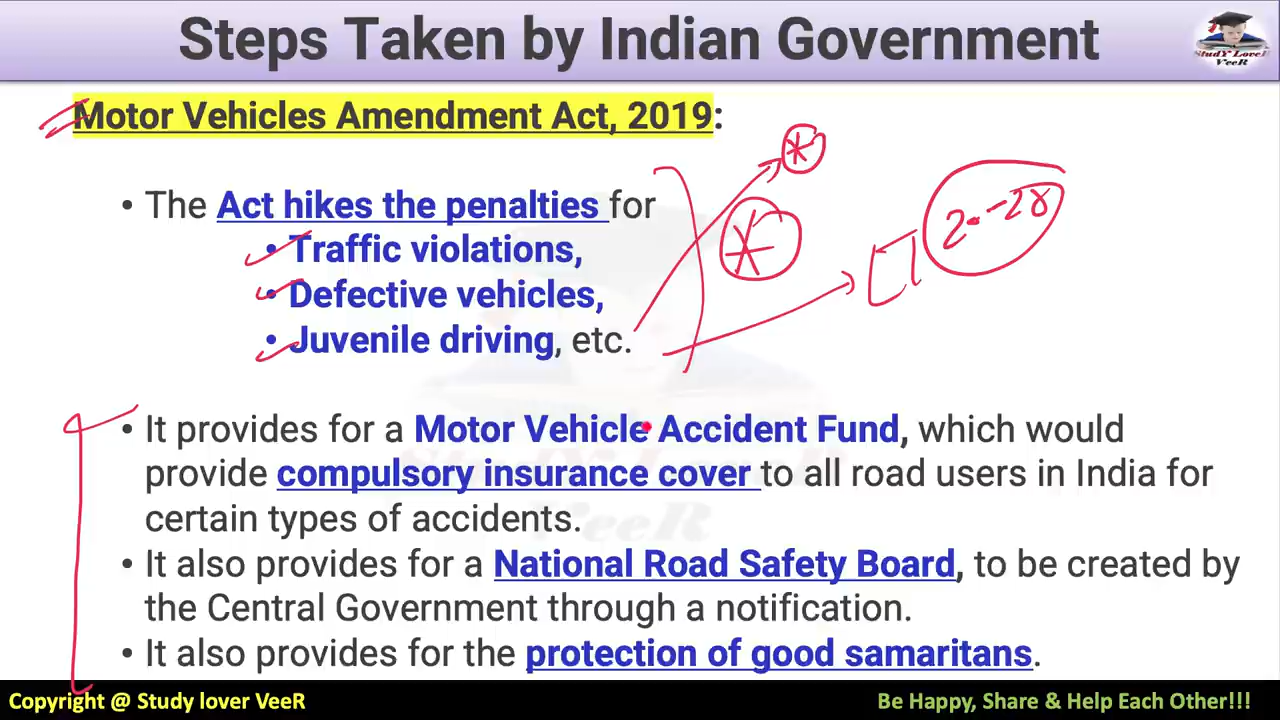 Steps Taken by Indian Government
StudY LoveR
VeeR
Motor Vehicles Amendment Act, 2019:
• The Act hikes the penalties for
• Traffic violations,
• Defective vehicles,
• Juvenile driving, etc.
• It provides for a Motor Vehicle Accident Fund, which would
provide compulsory insurance cover to all road users in India for
certain types of accidents.
• It also provides for a National Road Safety Board, to be created by
the Central Government through a notification.
• It also provides for the protection of good samaritans.
Copyright @ Study lover VeeR
Be Happy, Share & Help Each Other!!!